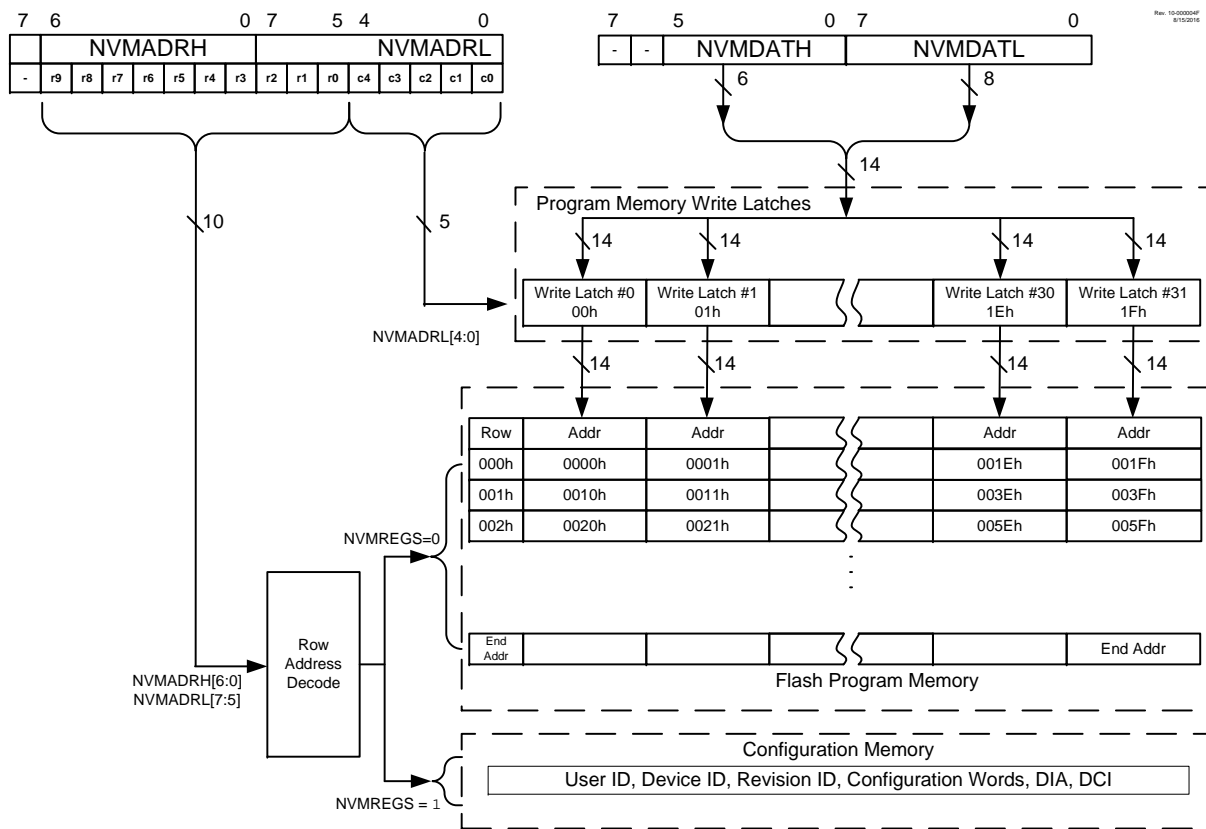 Rev. 10-000004F
8/15/2016
7 6 0 7 5 4 0
NVMADRH NVMADRL
- r9 r8 r7 r6 r5 r4 r3 r2 r1 r0 c4 c3 c2 c1 c0
7 5 0 7 0
- - NVMDATH NVMDATL
6 8
14
10 5
Program Memory Write Latches
14 14 14 14
Write Latch #0 Write Latch #1 Write Latch #30 Write Latch #31
00h 01h 1Eh 1Fh
NVMADRL[4:0]
14 14 14 14
Row Addr Addr Addr Addr
000h 0000h 0001h 001Eh 001Fh
001h 0010h 0011h 003Eh 003Fh
002h 0020h 0021h 005Eh 005Fh
NVMREGS=0
Row
Address
Decode
End
Addr
End Addr
Flash Program Memory
NVMADRH[6:0]
NVMADRL[7:5]
Configuration Memory
User ID, Device ID, Revision ID, Configuration Words, DIA, DCI
NVMREGS = 1